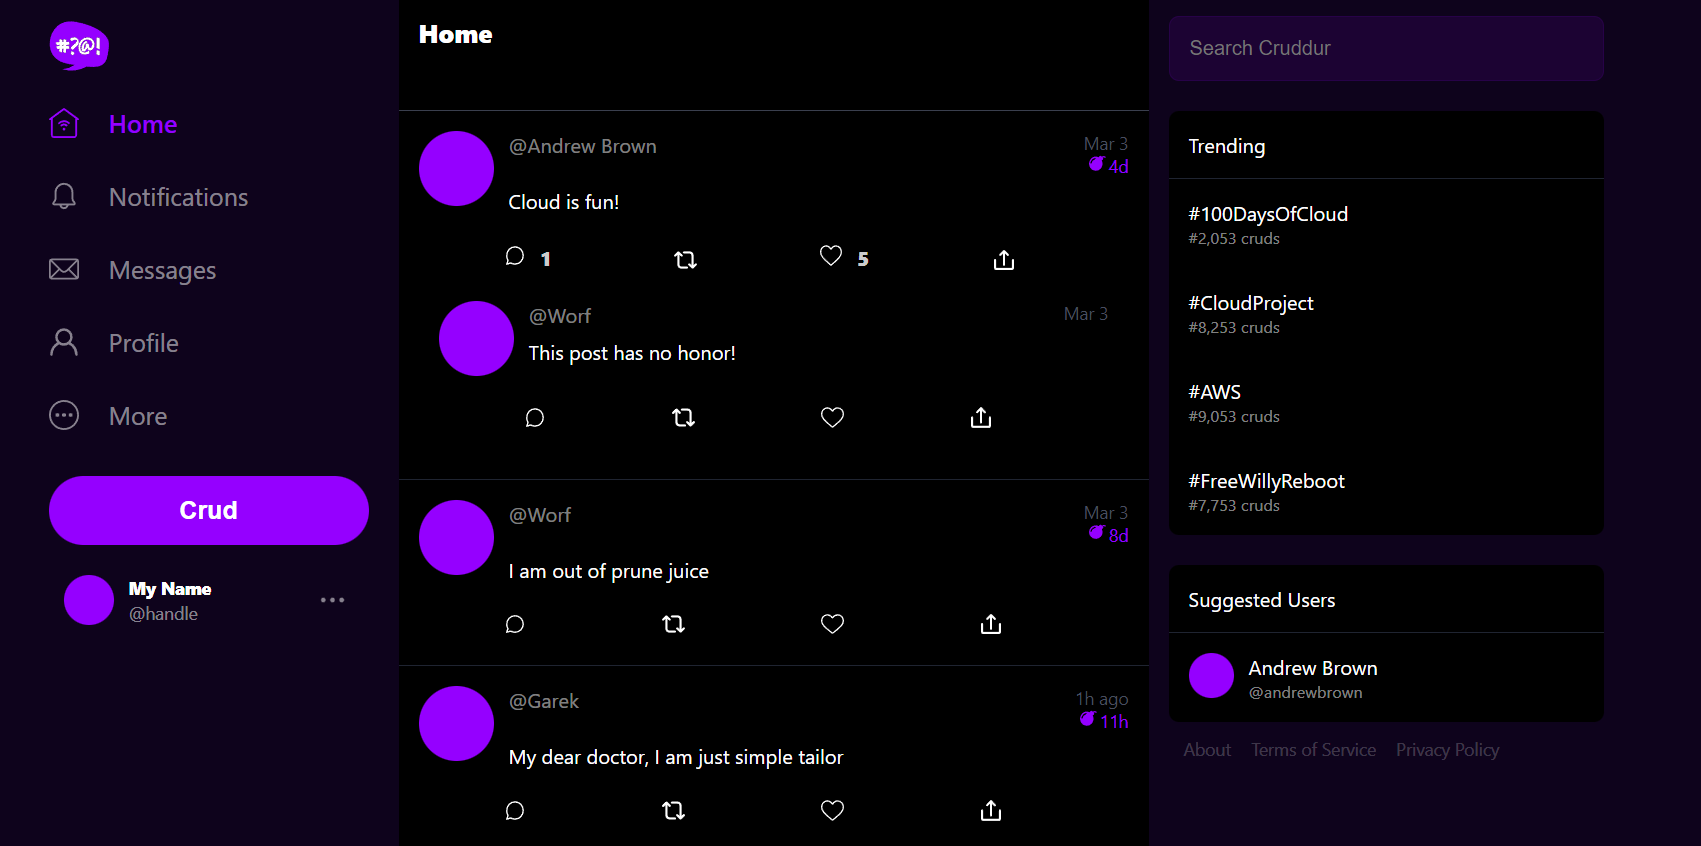 #?@!
Home
Notifications
Messages
Profile
More
Crud
My Name
@handle
Home
@Andrew Brown
Mar 3
4d
Cloud is fun!
1
5
@Worf
Mar 3
This post has no honor!
@Worf
Mar 3
8d
I am out of prune juice
@Garek
1h ago
11h
My dear doctor, I am just simple tailor
Search Cruddur
Trending
#100DaysOfCloud
#2,053 cruds
#CloudProject
#8,253 cruds
#AWS
#9,053 cruds
#FreeWillyReboot
#7,753 cruds
Suggested Users
Andrew Brown
@andrewbrown
About Terms of Service Privacy Policy